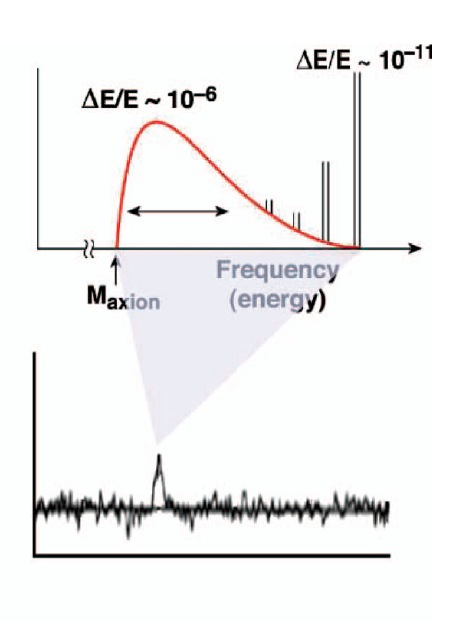 ΔE/E ~ 10⁻¹¹
ΔE/E ~ 10⁻⁶
Frequency
(energy)
Maxion